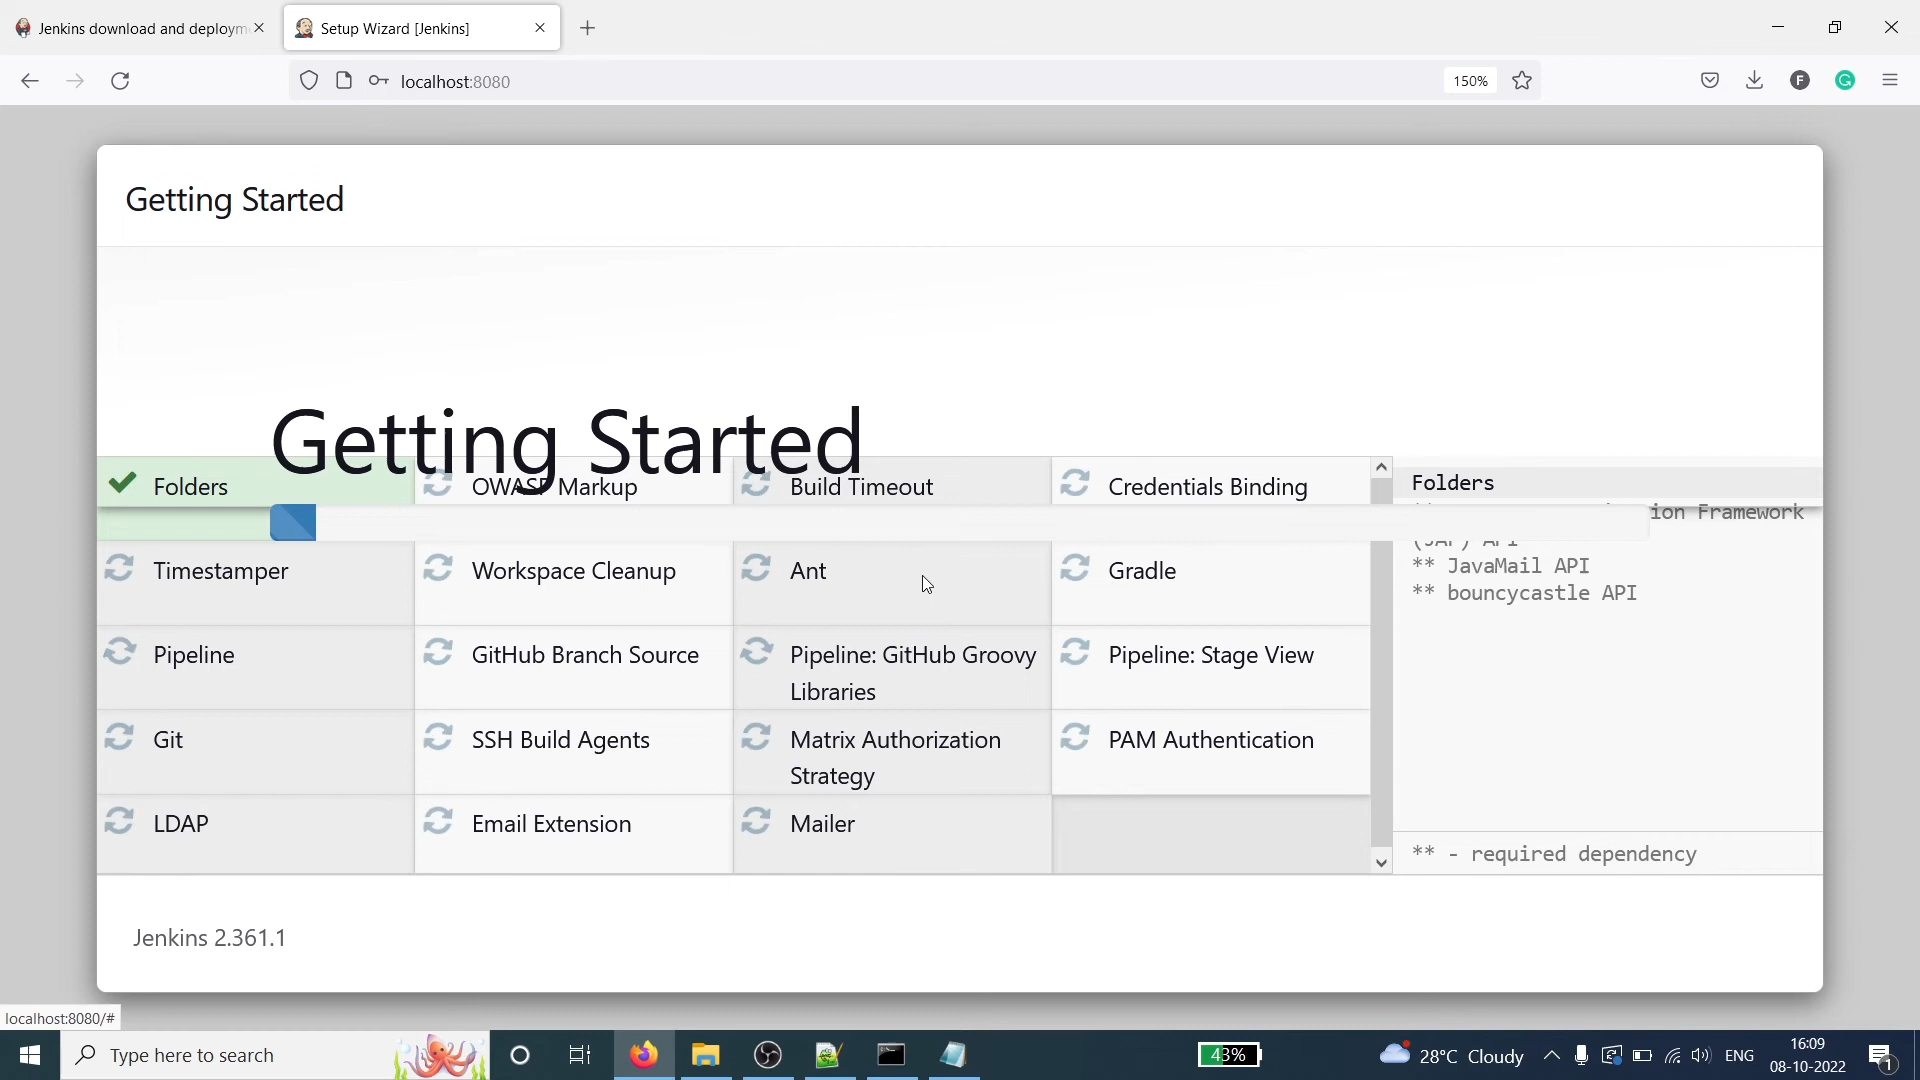 Jenkins download and deploym
Setup Wizard [Jenkins]
localhost:8080
150%
F
G
Getting Started
Getting Started
Folders
OWASP Markup
Build Timeout
Credentials Binding
Folders
ion Framework
(JAF) API
Timestamper
Workspace Cleanup
Ant
Gradle
** JavaMail API
** bouncycastle API
Pipeline
GitHub Branch Source
Pipeline: GitHub Groovy
Libraries
Pipeline: Stage View
Git
SSH Build Agents
Matrix Authorization
Strategy
PAM Authentication
LDAP
Email Extension
Mailer
** - required dependency
Jenkins 2.361.1
localhost:8080/#
Type here to search
43%
28°C Cloudy
ENG
16:09
08-10-2022
1